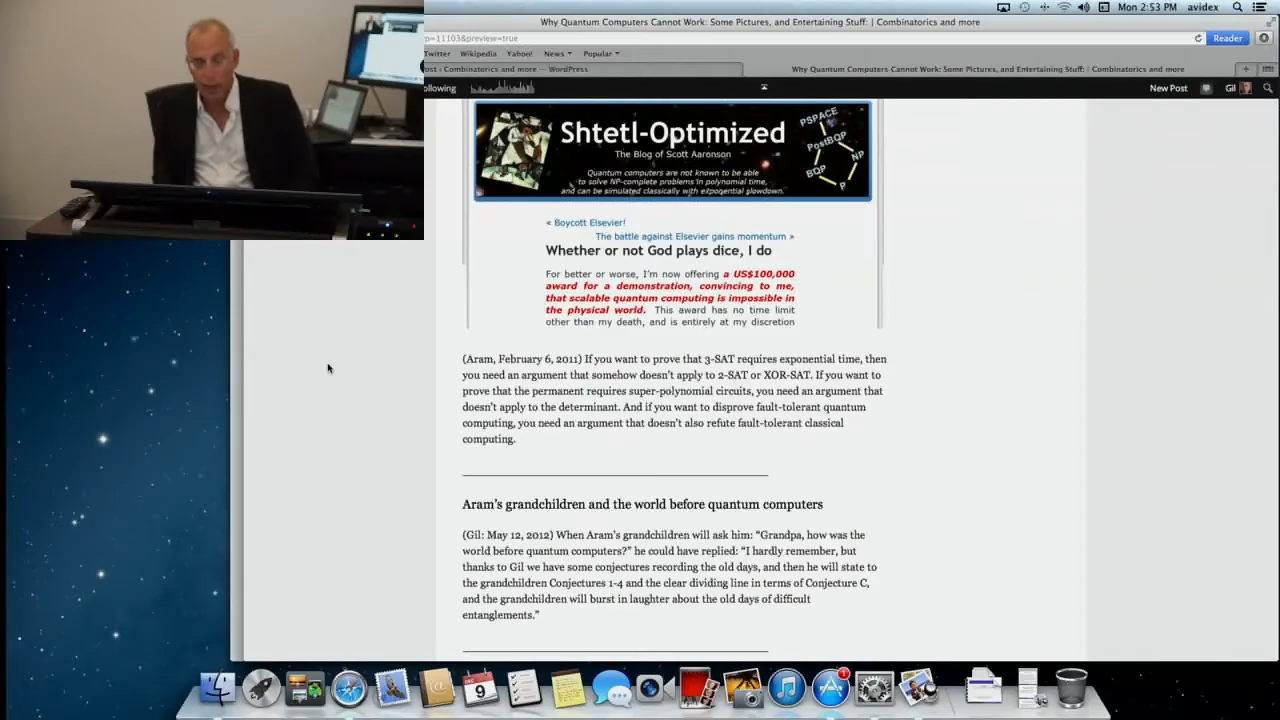 Mon 2:53 PM avidex
Why Quantum Computers Cannot Work: Some Pictures, and Entertaining Stuff: | Combinatorics and more
p=11103&preview=true
Reader
Twitter Wikipedia Yahoo! News Popular
ost ‹ Combinatorics and more — WordPress
Why Quantum Computers Cannot Work: Some Pictures, and Entertaining Stuff: | Combinatorics and more
ollowing
New Post
Gil
Shtetl-Optimized
The Blog of Scott Aaronson
Quantum computers are not known to be able
to solve NP-complete problems in polynomial time,
and can be simulated classically with exponential slowdown.
PSPACE
PostBQP
NP
BQP
P
« Boycott Elsevier!
The battle against Elsevier gains momentum »
Whether or not God plays dice, I do
For better or worse, I'm now offering a US$100,000
award for a demonstration, convincing to me,
that scalable quantum computing is impossible in
the physical world. This award has no time limit
other than my death, and is entirely at my discretion
(Aram, February 6, 2011) If you want to prove that 3-SAT requires exponential time, then
you need an argument that somehow doesn't apply to 2-SAT or XOR-SAT. If you want to
prove that the permanent requires super-polynomial circuits, you need an argument that
doesn't apply to the determinant. And if you want to disprove fault-tolerant quantum
computing, you need an argument that doesn't also refute fault-tolerant classical
computing.
Aram's grandchildren and the world before quantum computers
(Gil: May 12, 2012) When Aram's grandchildren will ask him: "Grandpa, how was the
world before quantum computers?" he could have replied: "I hardly remember, but
thanks to Gil we have some conjectures recording the old days, and then he will state to
the grandchildren Conjectures 1-4 and the clear dividing line in terms of Conjecture C,
and the grandchildren will burst in laughter about the old days of difficult
entanglements."
DEC
9
1